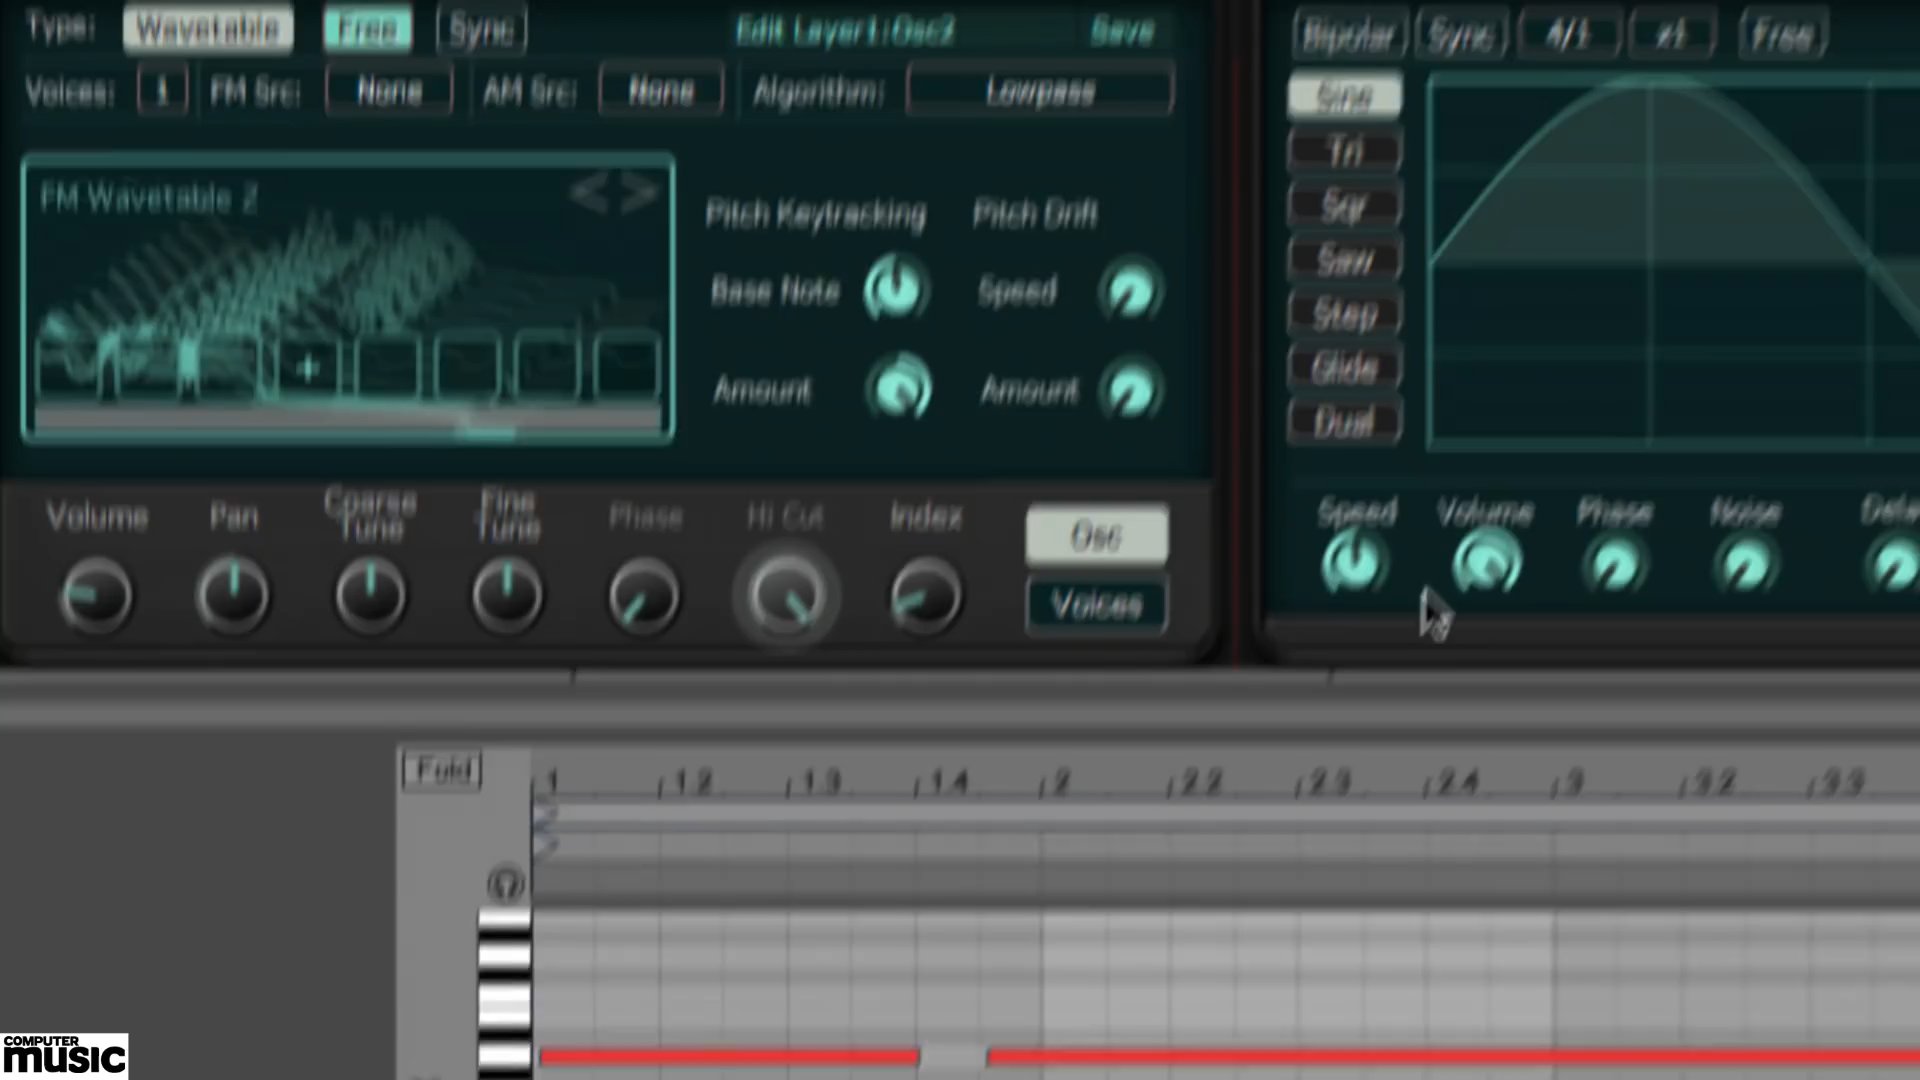 Type: Wavetable Free Sync Edit Layer1:Osc2 Save
Voices: 1 FM Src: None AM Src: None Algorithm: Lowpass
FM Wavetable 2 < >
Pitch Keytracking Pitch Drift
Base Note Speed
Amount Amount
Volume Pan Coarse Tune Fine Tune Phase Hi Cut Index
Osc
Voices
Bipolar Sync 4/1 x1 Free
Sine
Tri
Sqr
Saw
Step
Glide
Dual
Speed Volume Phase Noise Dela
Fold
1 1.2 1.3 1.4 2 2.2 2.3 2.4 3 3.2 3.3
COMPUTER
music